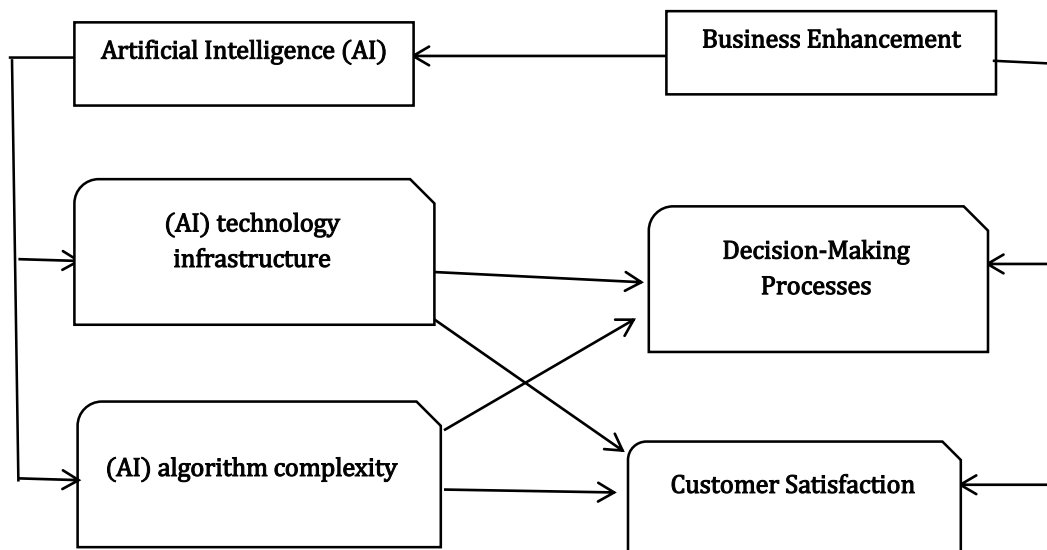 Artificial Intelligence (AI)
Business Enhancement
(AI) technology
infrastructure
Decision-Making
Processes
(AI) algorithm complexity
Customer Satisfaction